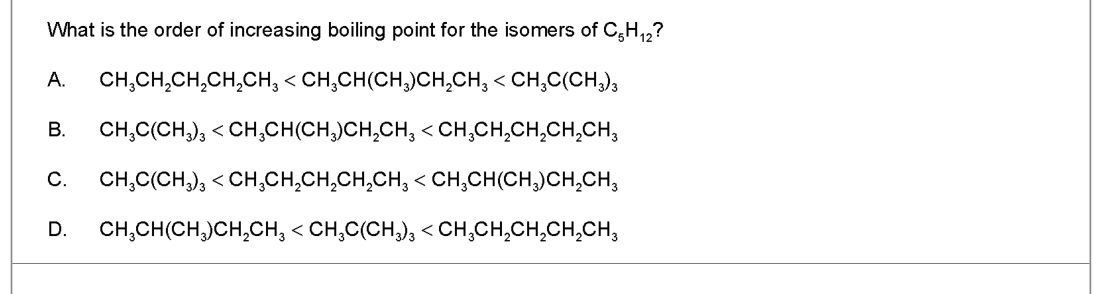 What is the order of increasing boiling point for the isomers of C₅H₁₂?
A. CH₃CH₂CH₂CH₂CH₃ < CH₃CH(CH₃)CH₂CH₃ < CH₃C(CH₃)₃
B. CH₃C(CH₃)₃ < CH₃CH(CH₃)CH₂CH₃ < CH₃CH₂CH₂CH₂CH₃
C. CH₃C(CH₃)₃ < CH₃CH₂CH₂CH₂CH₃ < CH₃CH(CH₃)CH₂CH₃
D. CH₃CH(CH₃)CH₂CH₃ < CH₃C(CH₃)₃ < CH₃CH₂CH₂CH₂CH₃